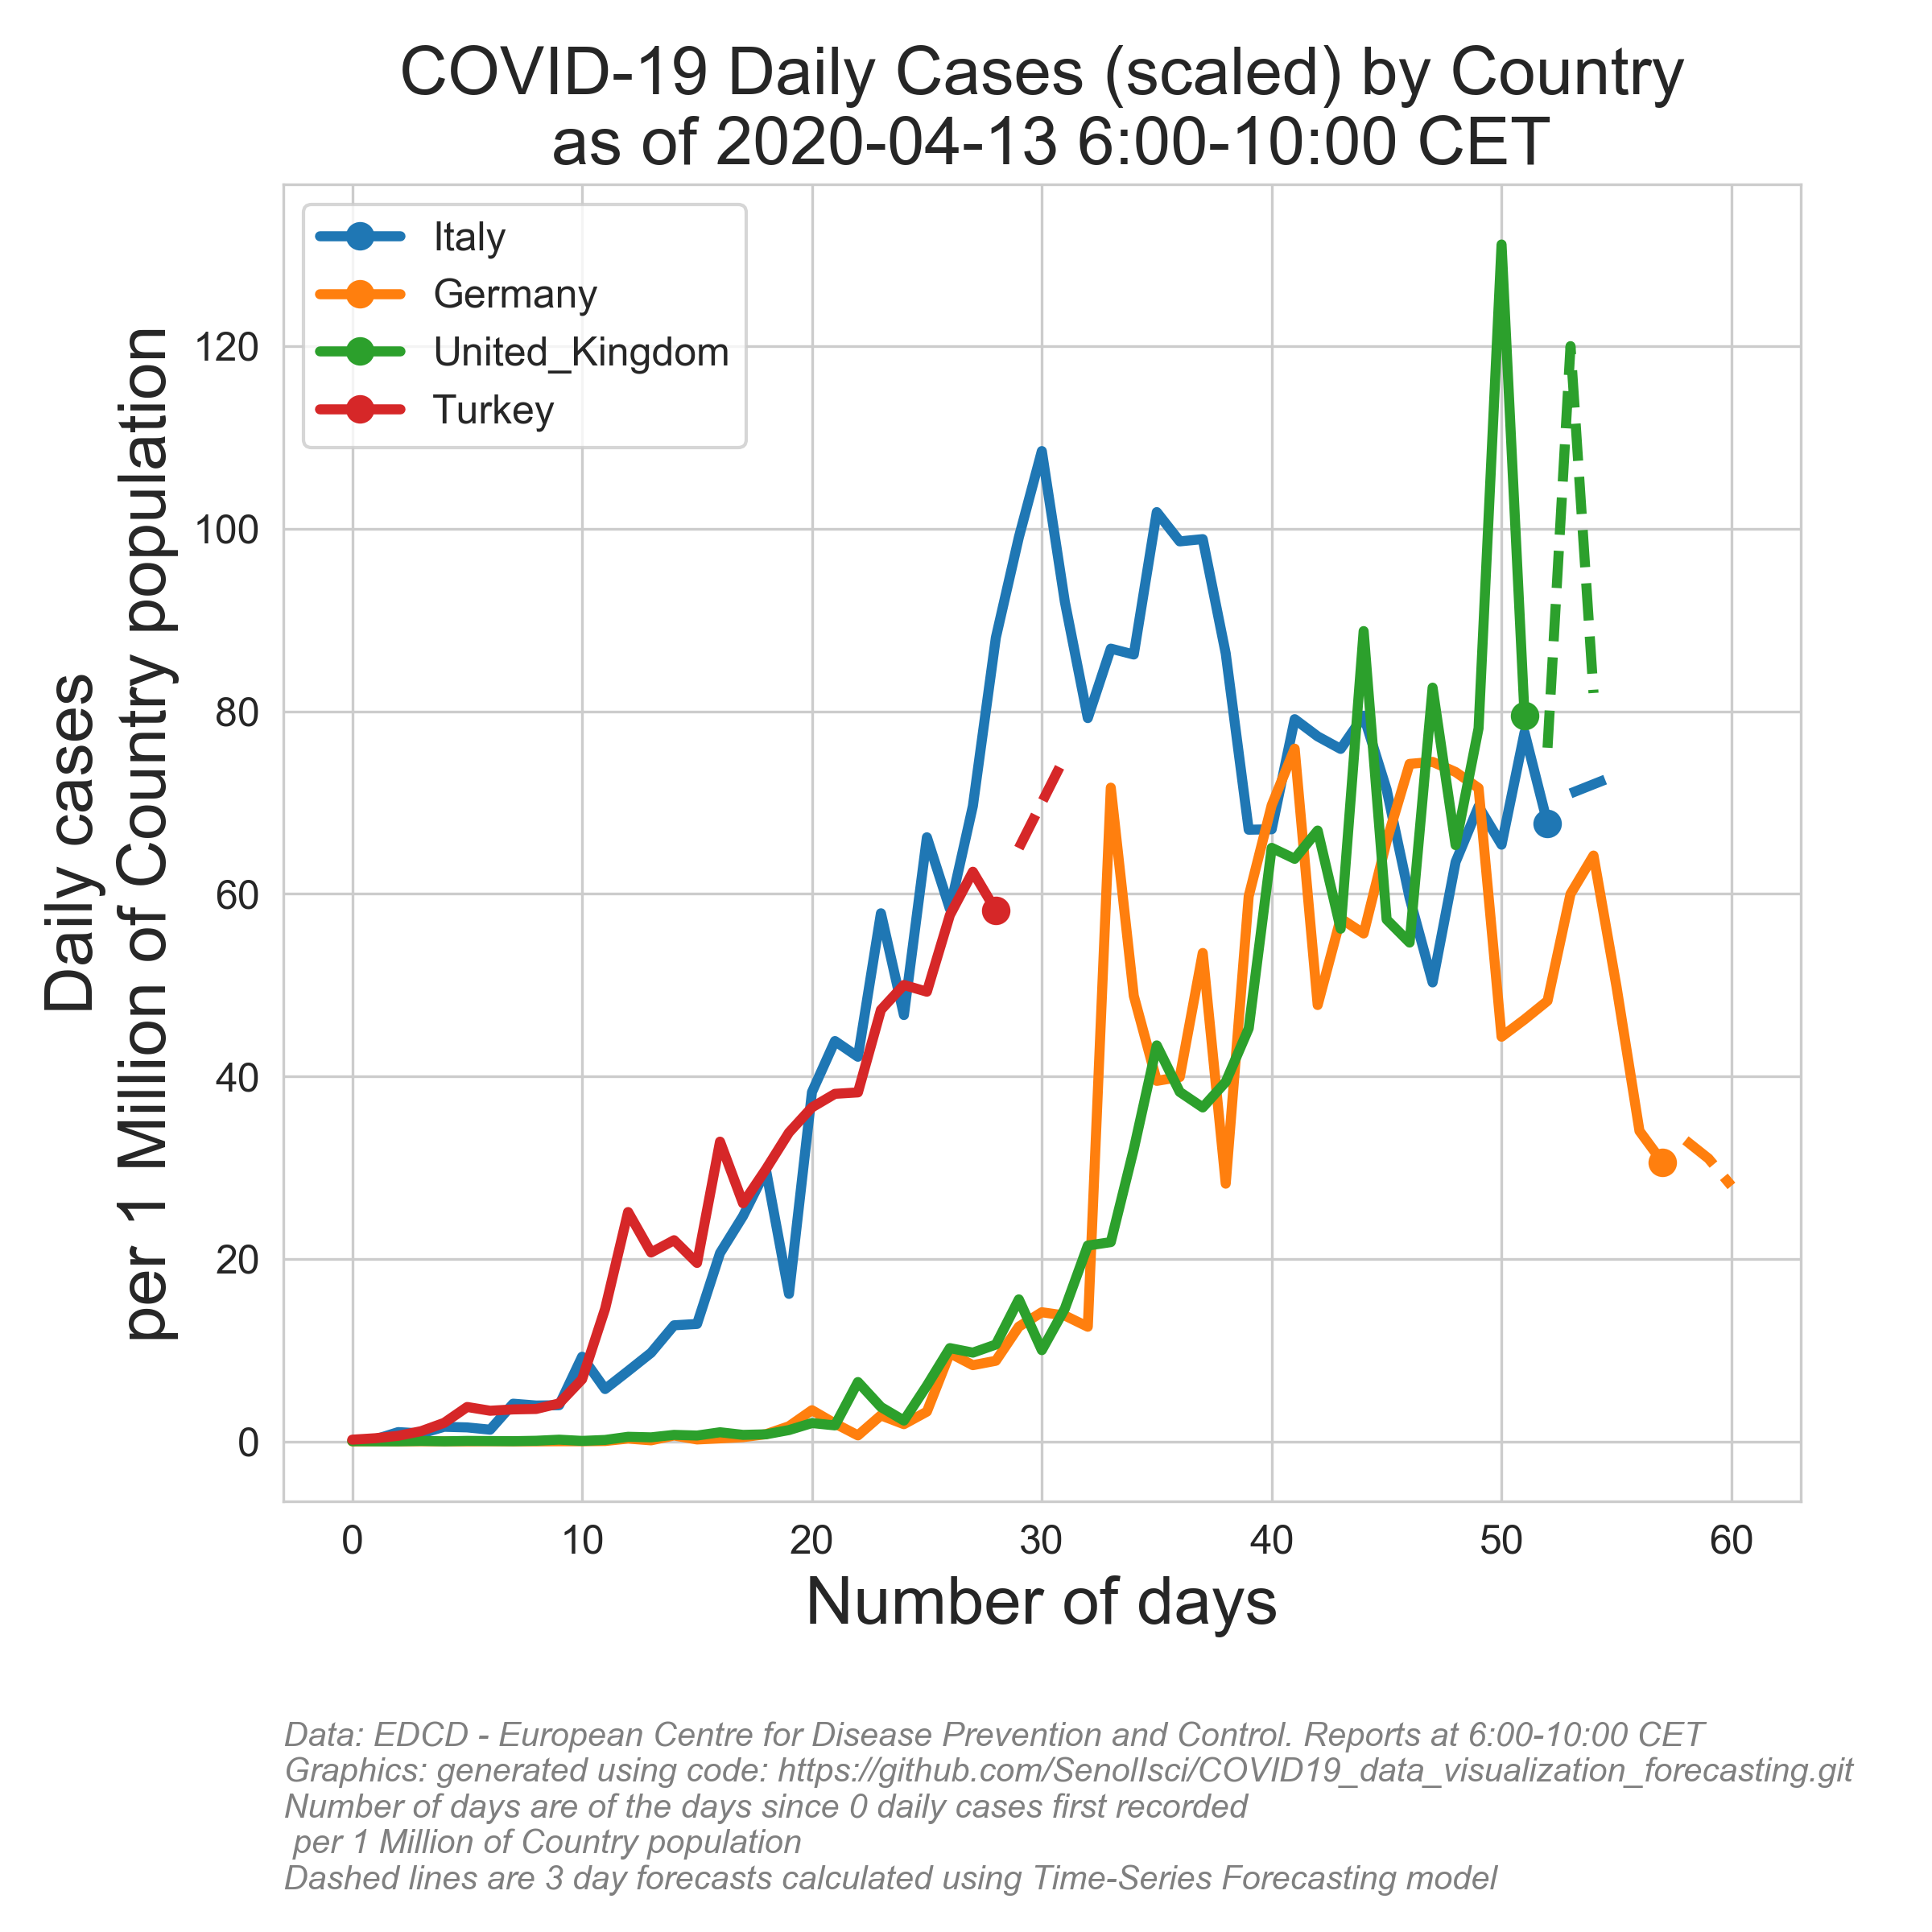 COVID-19 Daily Cases (scaled) by Country
as of 2020-04-13 6:00-10:00 CET
Italy
Germany
United_Kingdom
Turkey
Daily cases
per 1 Million of Country population
120
100
80
60
40
20
0
0 10 20 30 40 50 60
Number of days
Data: EDCD - European Centre for Disease Prevention and Control. Reports at 6:00-10:00 CET
Graphics: generated using code: https://github.com/SenolIsci/COVID19_data_visualization_forecasting.git
Number of days are of the days since 0 daily cases first recorded
per 1 Million of Country population
Dashed lines are 3 day forecasts calculated using Time-Series Forecasting model